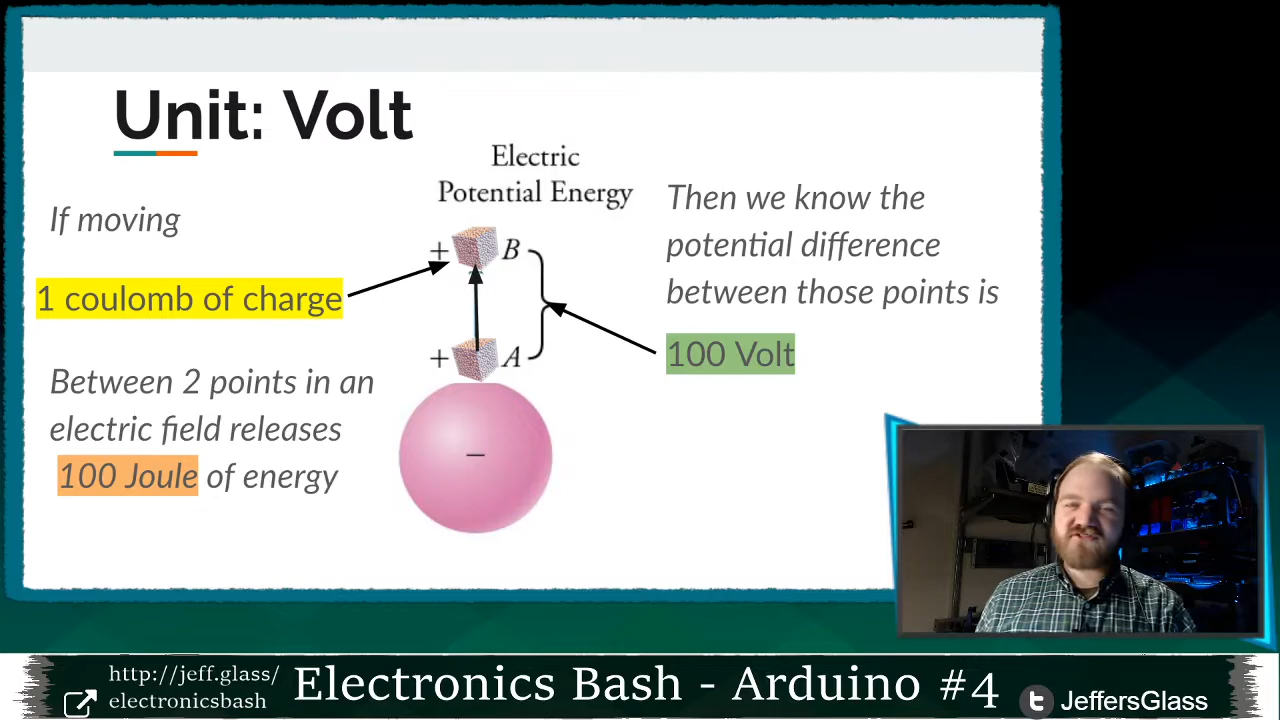 Unit: Volt
Electric
Potential Energy
If moving
1 coulomb of charge
Between 2 points in an
electric field releases
100 Joule of energy
+ B
+ A
−
Then we know the
potential difference
between those points is
100 Volt
http://jeff.glass/
electronicsbash
Electronics Bash - Arduino #4
JeffersGlass